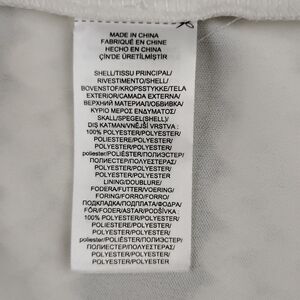 MADE IN CHINA
FABRIQUÉ EN CHINE
HECHO EN CHINA
ÇİN'DE ÜRETİLMİŞTİR
SHELL/TISSU PRINCIPAL/
RIVESTIMENTO/SHELL/
BOVENSTOF/KROPSSTYKKE/TELA
EXTERIOR/CAMADA EXTERNA/
ВЕРХНИЙ МАТЕРИАЛ/ОБВИВКА/
ΚΥΡΙΟ ΜΕΡΟΣ ΕΝΔΥΜΑΤΟΣ/
SKALL/SPEGEL(SHELL)/
DIŞ KATMAN/VNĚJŠÍ VRSTVA :
100% POLYESTER/POLYESTER/
POLIESTERE/POLYESTER/
POLYESTER/POLYESTER/
poliéster/POLIÉSTER/ПОЛИЭСТЕР/
ПОЛИЕСТЕР/ΠΟΛΥΕΣΤΕΡΑΣ/
POLYESTER/POLYESTER/
POLYESTER/POLYESTER
LINING/DOUBLURE/
FODERA/FUTTER/VOERING/
FORING/FORRO/FORRO/
ПОДКЛАДКА/ПОДПЛАТА/ΦΟΔΡΑ/
FÔR/FODER/ASTAR/PODŠÍVKA :
100% POLYESTER/POLYESTER/
POLIESTERE/POLYESTER/
POLYESTER/POLYESTER/
poliéster/POLIÉSTER/ПОЛИЭСТЕР/
ПОЛИЕСТЕР/ΠΟΛΥΕΣΤΕΡΑΣ/
POLYESTER/POLYESTER/
POLYESTER/POLYESTER